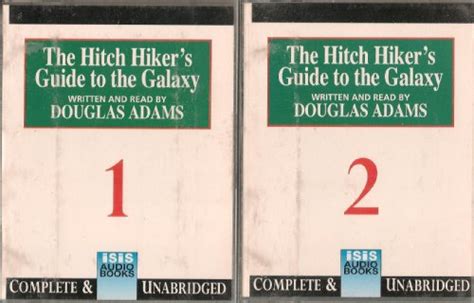 The Hitch Hiker's
Guide to the Galaxy
WRITTEN AND READ BY
DOUGLAS ADAMS
1
ISIS
AUDIO
BOOKS
COMPLETE & UNABRIDGED
The Hitch Hiker's
Guide to the Galaxy
WRITTEN AND READ BY
DOUGLAS ADAMS
2
ISIS
AUDIO
BOOKS
COMPLETE & UNABRIDGED